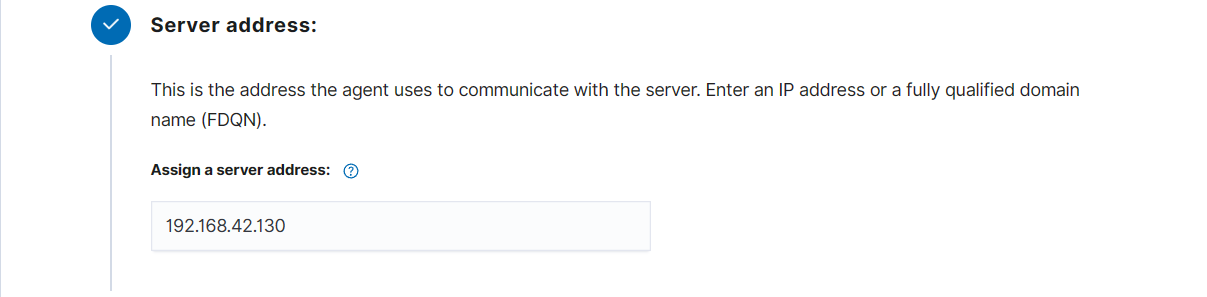 Server address:
This is the address the agent uses to communicate with the server. Enter an IP address or a fully qualified domain
name (FDQN).
Assign a server address: ?
192.168.42.130